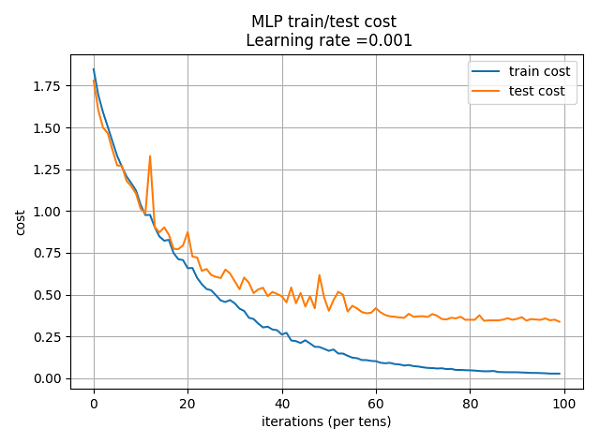 MLP train/test cost
Learning rate =0.001
train cost
test cost
1.75
1.50
1.25
1.00
0.75
0.50
0.25
0.00
cost
0
20
40
60
80
100
iterations (per tens)